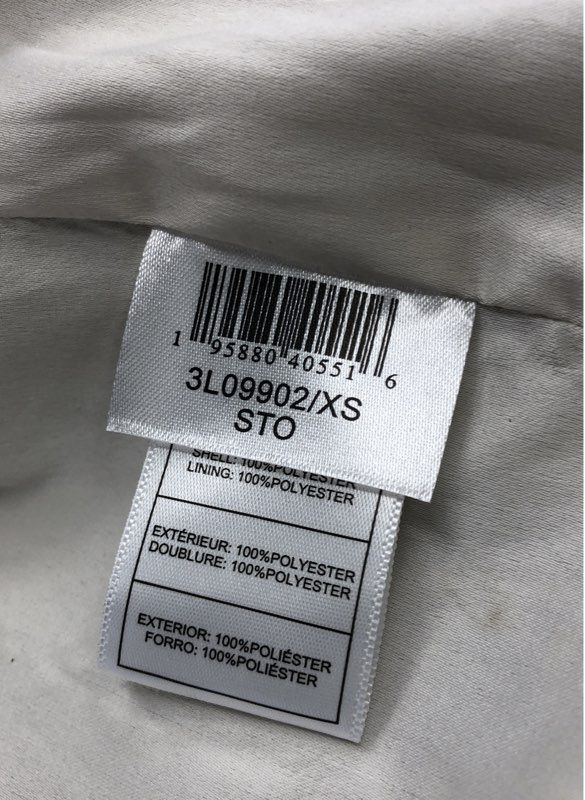 1 95880 40551 6
3L09902/XS
STO
SHELL: 100%POLYESTER
LINING: 100%POLYESTER
EXTÉRIEUR: 100%POLYESTER
DOUBLURE: 100%POLYESTER
EXTERIOR: 100%POLIÉSTER
FORRO: 100%POLIÉSTER